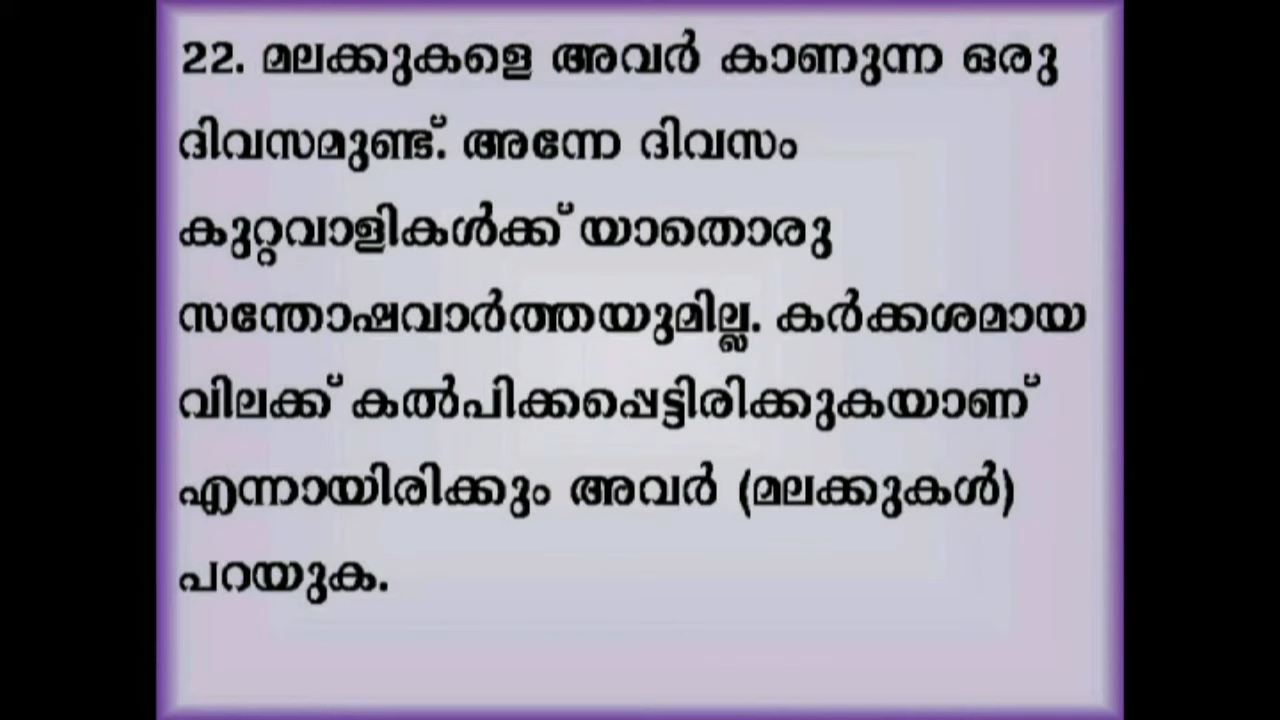 22. മലക്കുകളെ അവർ കാണുന്ന ഒരു
ദിവസമുണ്ട്. അന്നേ ദിവസം
കുറ്റവാളികൾക്ക് യാതൊരു
സന്തോഷവാർത്തയുമില്ല. കർക്കശമായ
വിലക്ക് കൽപിക്കപ്പെട്ടിരിക്കുകയാണ്
എന്നായിരിക്കും അവർ (മലക്കുകൾ)
പറയുക.